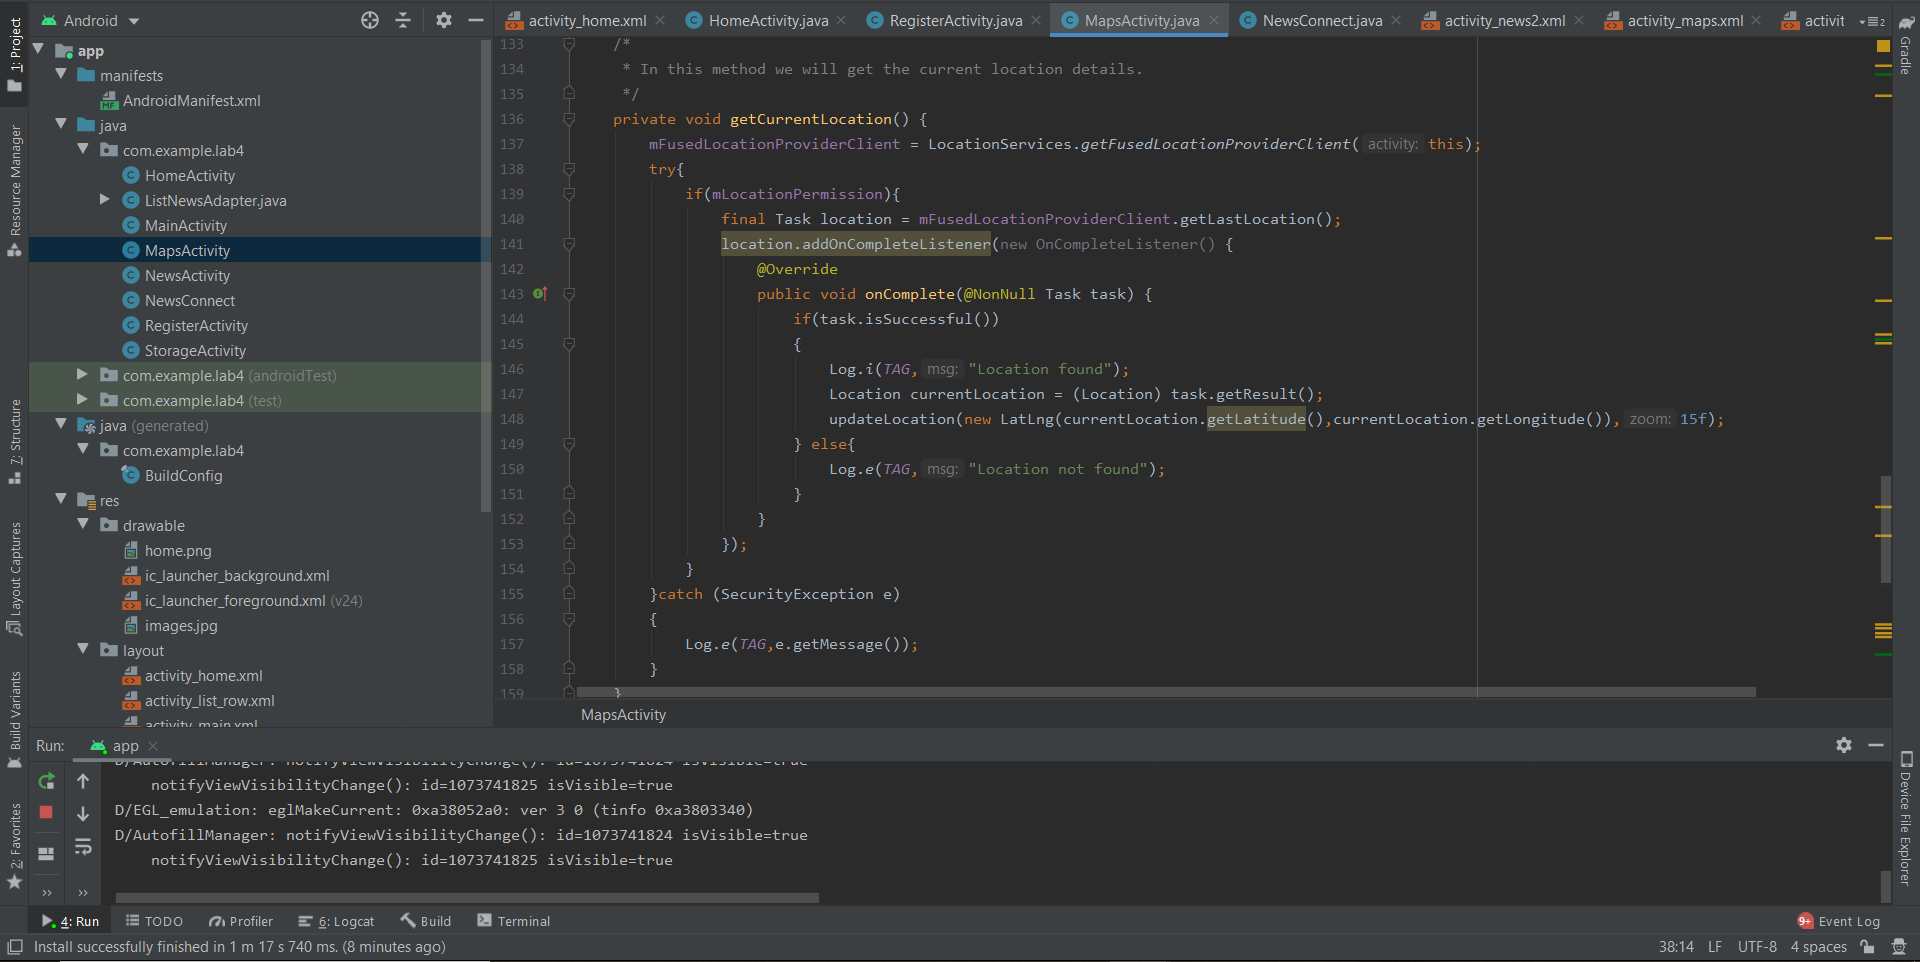 Android
activity_home.xml
HomeActivity.java
RegisterActivity.java
MapsActivity.java
NewsConnect.java
activity_news2.xml
activity_maps.xml
activit
2
1: Project
Resource Manager
7: Structure
Layout Captures
Build Variants
2: Favorites
app
manifests
AndroidManifest.xml
java
com.example.lab4
HomeActivity
ListNewsAdapter.java
MainActivity
MapsActivity
NewsActivity
NewsConnect
RegisterActivity
StorageActivity
com.example.lab4 (androidTest)
com.example.lab4 (test)
java (generated)
com.example.lab4
BuildConfig
res
drawable
home.png
ic_launcher_background.xml
ic_launcher_foreground.xml (v24)
images.jpg
layout
activity_home.xml
activity_list_row.xml
activity_main.xml
133 /*
134 * In this method we will get the current location details.
135 */
136 private void getCurrentLocation() {
137 mFusedLocationProviderClient = LocationServices.getFusedLocationProviderClient( activity: this);
138 try{
139 if(mLocationPermission){
140 final Task location = mFusedLocationProviderClient.getLastLocation();
141 location.addOnCompleteListener(new OnCompleteListener() {
142 @Override
143 public void onComplete(@NonNull Task task) {
144 if(task.isSuccessful())
145 {
146 Log.i(TAG, msg: "Location found");
147 Location currentLocation = (Location) task.getResult();
148 updateLocation(new LatLng(currentLocation.getLatitude(),currentLocation.getLongitude()), zoom: 15f);
149 } else{
150 Log.e(TAG, msg: "Location not found");
151 }
152 }
153 });
154 }
155 }catch (SecurityException e)
156 {
157 Log.e(TAG,e.getMessage());
158 }
159 }
MapsActivity
Gradle
Device File Explorer
Run: app
D/AutofillManager: notifyViewVisibilityChange(): id=1073741824 isVisible=true
notifyViewVisibilityChange(): id=1073741825 isVisible=true
D/EGL_emulation: eglMakeCurrent: 0xa38052a0: ver 3 0 (tinfo 0xa3803340)
D/AutofillManager: notifyViewVisibilityChange(): id=1073741824 isVisible=true
notifyViewVisibilityChange(): id=1073741825 isVisible=true
4: Run
TODO
Profiler
6: Logcat
Build
Terminal
9+ Event Log
Install successfully finished in 1 m 17 s 740 ms. (8 minutes ago)
38:14 LF UTF-8 4 spaces